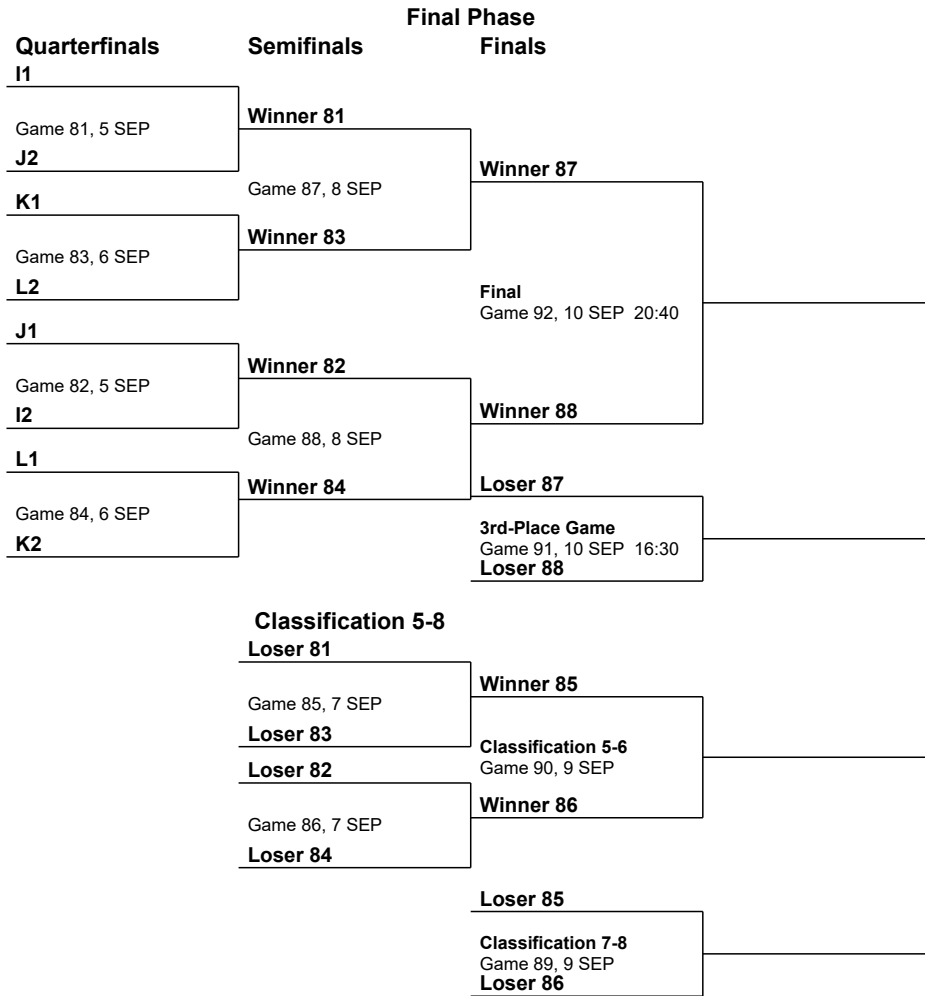 Final Phase
Quarterfinals Semifinals Finals
I1
Game 81, 5 SEP
J2
K1
Game 83, 6 SEP
L2
J1
Game 82, 5 SEP
I2
L1
Game 84, 6 SEP
K2
Winner 81
Game 87, 8 SEP
Winner 83
Winner 82
Game 88, 8 SEP
Winner 84
Winner 87
Final
Game 92, 10 SEP 20:40
Winner 88
Loser 87
3rd-Place Game
Game 91, 10 SEP 16:30
Loser 88
Classification 5-8
Loser 81
Game 85, 7 SEP
Loser 83
Loser 82
Game 86, 7 SEP
Loser 84
Winner 85
Classification 5-6
Game 90, 9 SEP
Winner 86
Loser 85
Classification 7-8
Game 89, 9 SEP
Loser 86